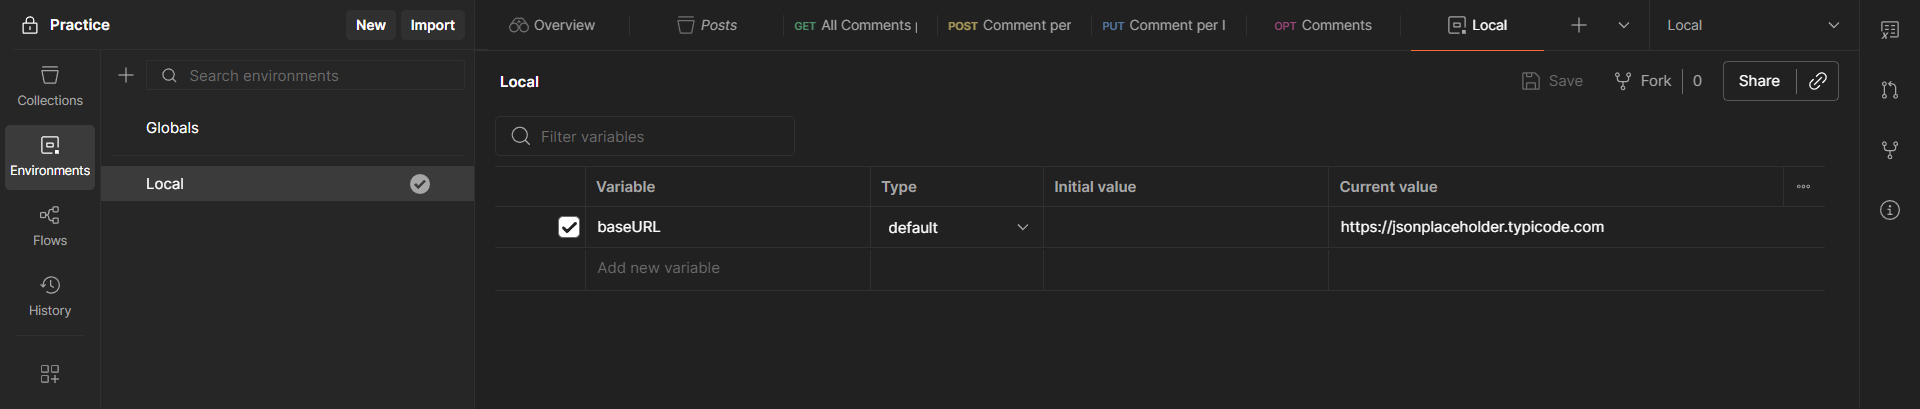 Practice
New
Import
Overview
Posts
GET All Comments
POST Comment per
PUT Comment per
OPT Comments
Local
Local
Collections
Search environments
Local
Save
Fork
0
Share
Globals
Filter variables
Environments
Local
Variable
Type
Initial value
Current value
baseURL
default
https://jsonplaceholder.typicode.com
Flows
Add new variable
History